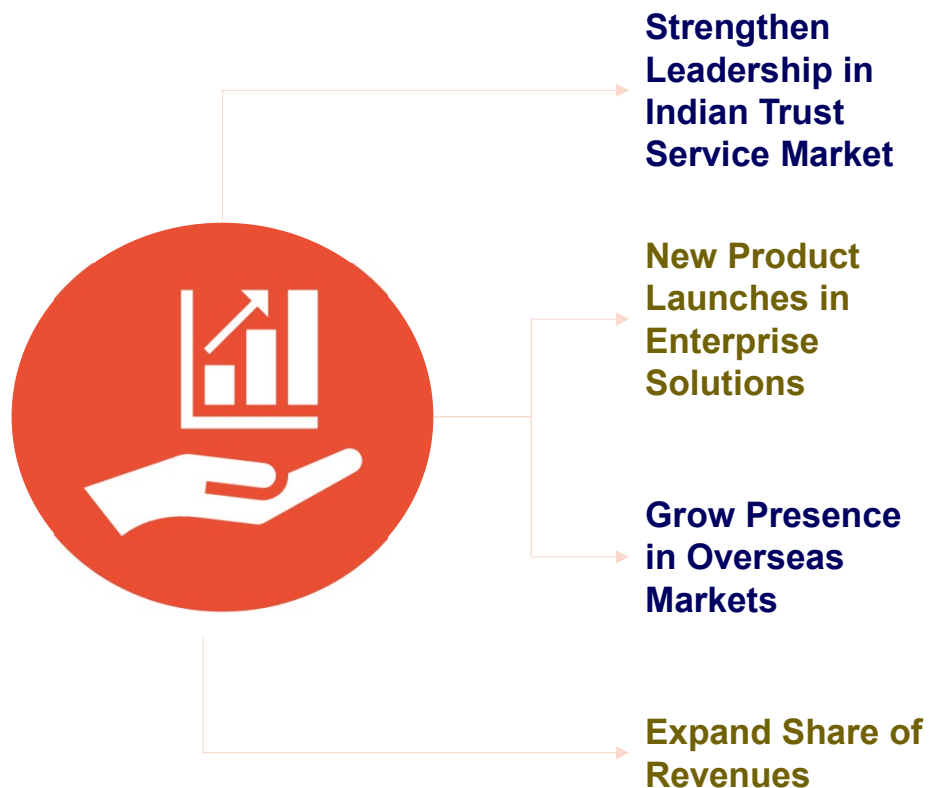 Strengthen
Leadership in
Indian Trust
Service Market
New Product
Launches in
Enterprise
Solutions
Grow Presence
in Overseas
Markets
Expand Share of
Revenues